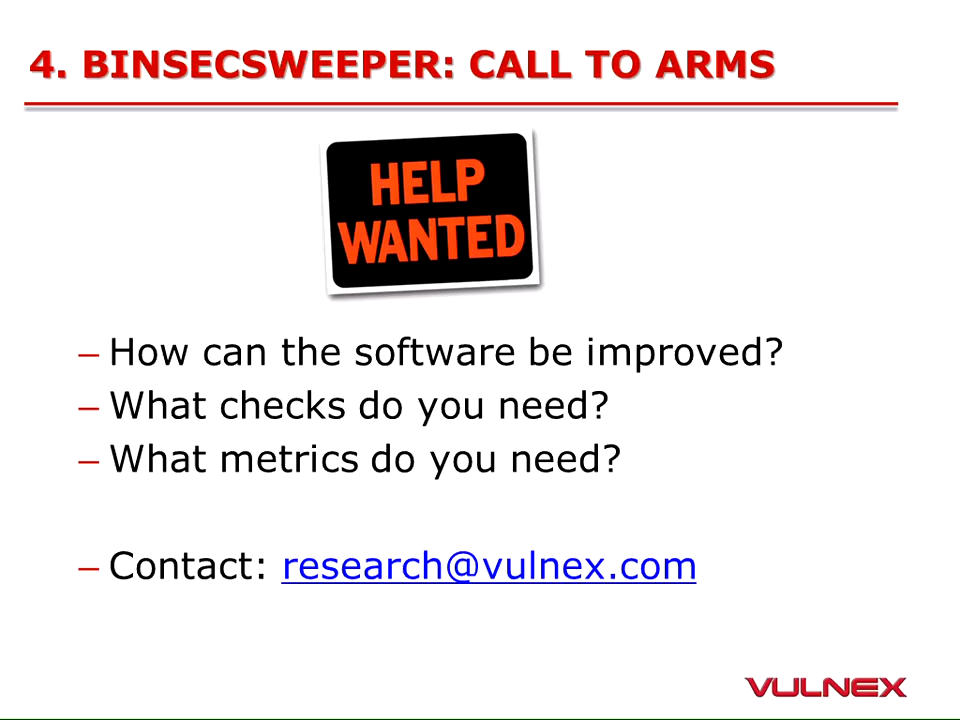 4. BINSECSWEEPER: CALL TO ARMS
HELP
WANTED
– How can the software be improved?
– What checks do you need?
– What metrics do you need?
– Contact: research@vulnex.com
VULNEX